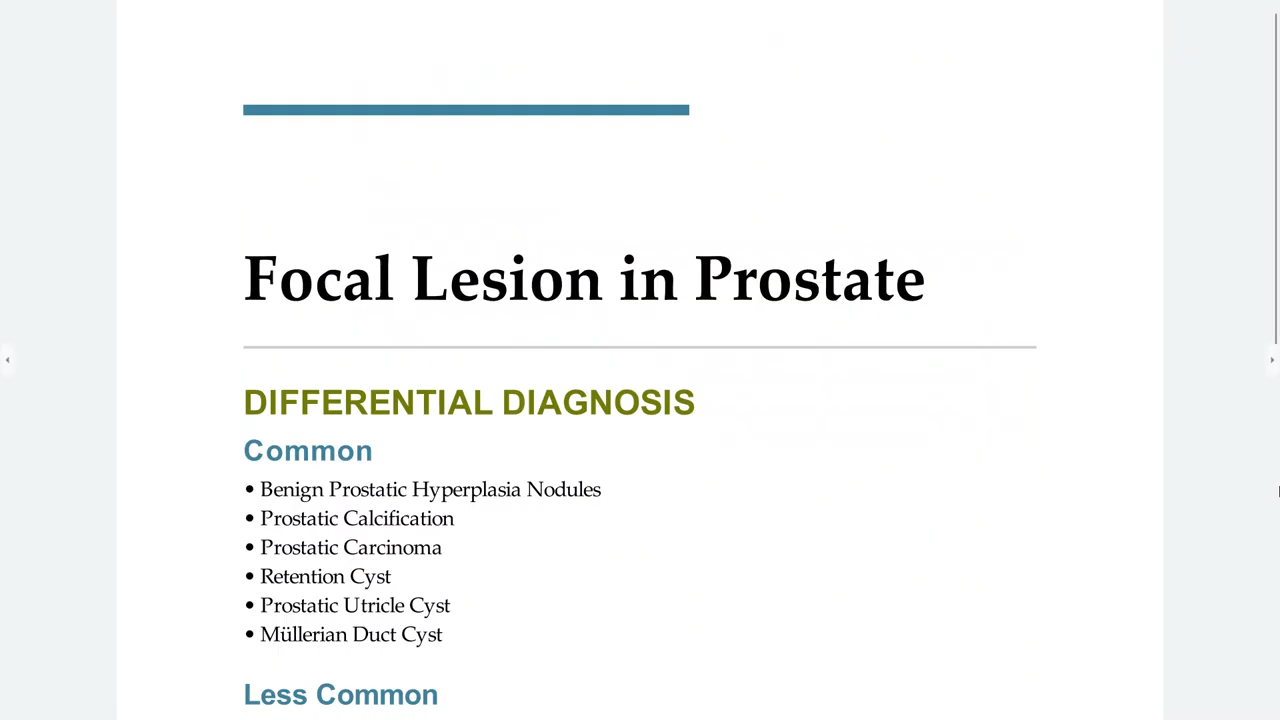 Focal Lesion in Prostate
DIFFERENTIAL DIAGNOSIS
Common
• Benign Prostatic Hyperplasia Nodules
• Prostatic Calcification
• Prostatic Carcinoma
• Retention Cyst
• Prostatic Utricle Cyst
• Müllerian Duct Cyst
Less Common